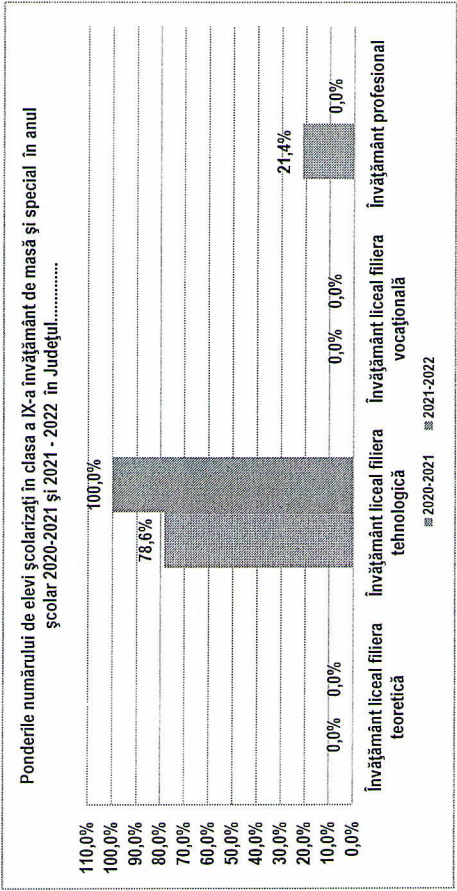 Ponderile numărului de elevi școlarizați în clasa a IX-a învățământ de masă și special în anul
școlar 2020-2021 și 2021 - 2022 în Județul..............
110,0%
100,0%
90,0%
80,0%
70,0%
60,0%
50,0%
40,0%
30,0%
20,0%
10,0%
0,0%
0,0%
0,0%
78,6%
100,0%
0,0%
0,0%
21,4%
0,0%
Învățământ liceal filiera
teoretică
Învățământ liceal filiera
tehnologică
Învățământ liceal filiera
vocațională
Învățământ profesional
2020-2021
2021-2022